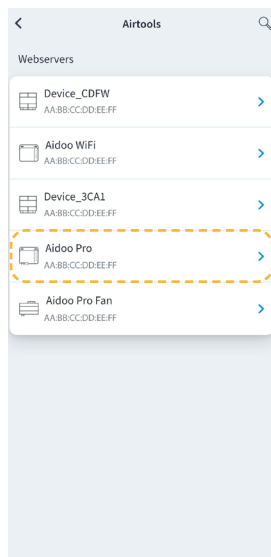 Airtools
Webservers
Device_CDFW
AA:BB:CC:DD:EE:FF
Aidoo WiFi
AA:BB:CC:DD:EE:FF
Device_3CA1
AA:BB:CC:DD:EE:FF
Aidoo Pro
AA:BB:CC:DD:EE:FF
Aidoo Pro Fan
AA:BB:CC:DD:EE:FF